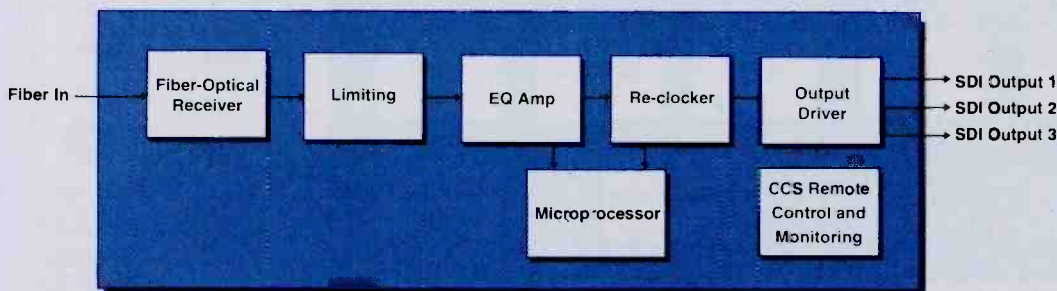 Fiber In
Fiber-Optical
Receiver
Limiting
EQ Amp
Re-clocker
Output
Driver
SDI Output 1
SDI Output 2
SDI Output 3
Microprocessor
CCS Remote
Control and
Monitoring